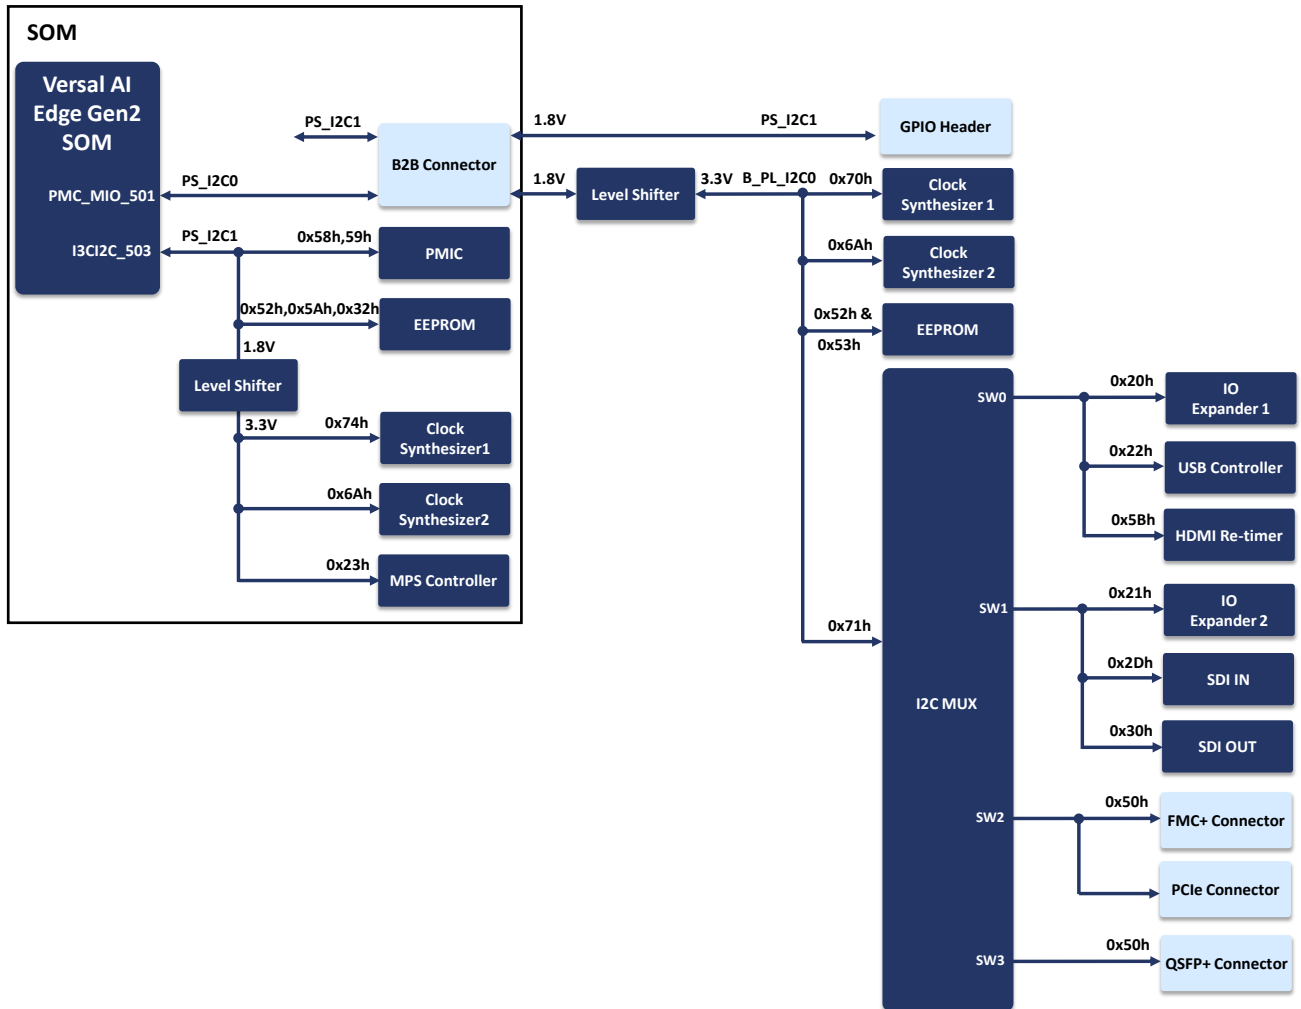 SOM
Versal AI
Edge Gen2
SOM
PMC_MIO_501
I3CI2C_503
PS_I2C1
PS_I2C0
PS_I2C1
B2B Connector
0x58h,59h
PMIC
0x52h,0x5Ah,0x32h
EEPROM
1.8V
Level Shifter
3.3V
0x74h
Clock
Synthesizer1
0x6Ah
Clock
Synthesizer2
0x23h
MPS Controller
1.8V
PS_I2C1
GPIO Header
1.8V
Level Shifter
3.3V
B_PL_I2C0
0x70h
Clock
Synthesizer 1
0x6Ah
Clock
Synthesizer 2
0x52h &
0x53h
EEPROM
0x71h
I2C MUX
SW0
0x20h
IO
Expander 1
0x22h
USB Controller
0x5Bh
HDMI Re-timer
SW1
0x21h
IO
Expander 2
0x2Dh
SDI IN
0x30h
SDI OUT
SW2
0x50h
FMC+ Connector
PCIe Connector
SW3
0x50h
QSFP+ Connector